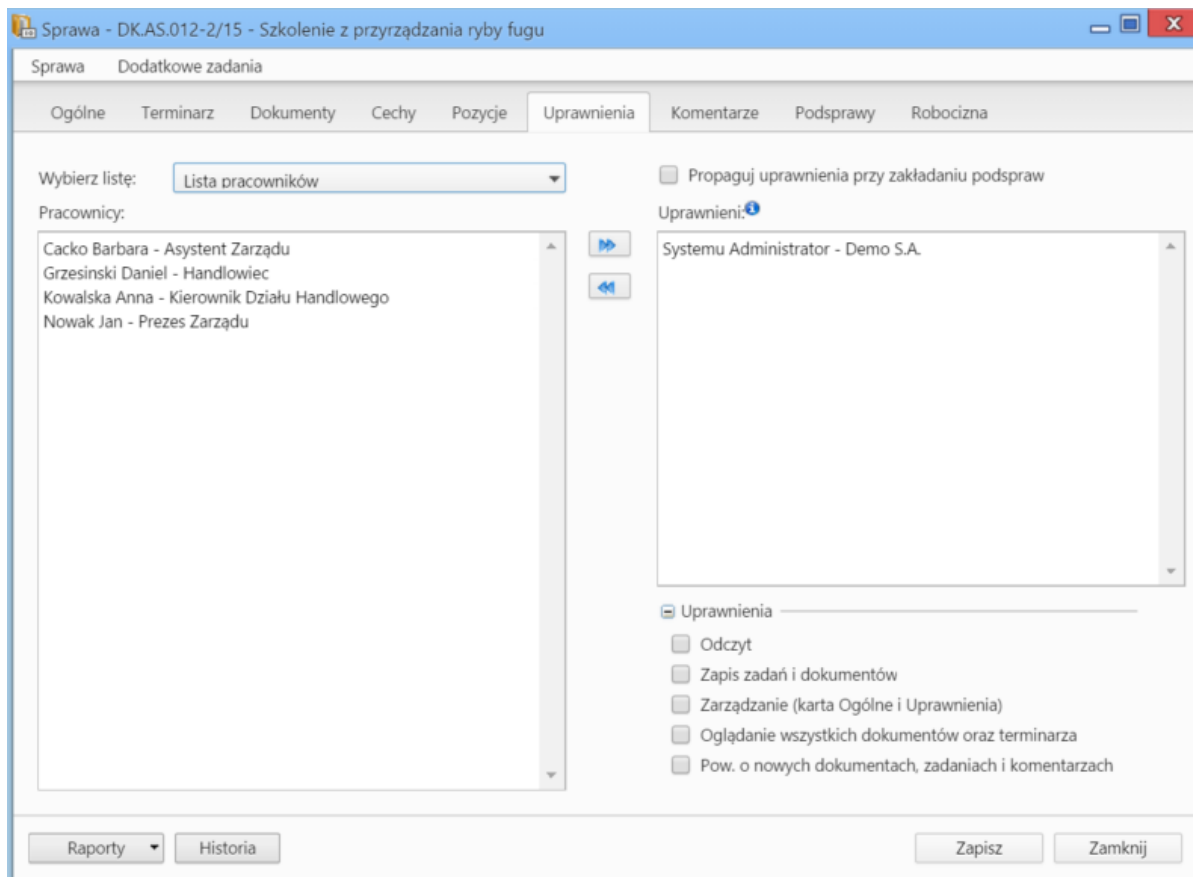 Sprawa - DK.AS.012-2/15 - Szkolenie z przyrządzania ryby fugu
Sprawa Dodatkowe zadania
Ogólne Terminarz Dokumenty Cechy Pozycje Uprawnienia Komentarze Podsprawy Robocizna
Wybierz listę: Lista pracowników
Propaguj uprawnienia przy zakładaniu podspraw
Pracownicy:
Cacko Barbara - Asystent Zarządu
Grzesinski Daniel - Handlowiec
Kowalska Anna - Kierownik Działu Handlowego
Nowak Jan - Prezes Zarządu
Uprawnieni:
Systemu Administrator - Demo S.A.
Uprawnienia
Odczyt
Zapis zadań i dokumentów
Zarządzanie (karta Ogólne i Uprawnienia)
Oglądanie wszystkich dokumentów oraz terminarza
Pow. o nowych dokumentach, zadaniach i komentarzach
Raporty Historia Zapisz Zamknij